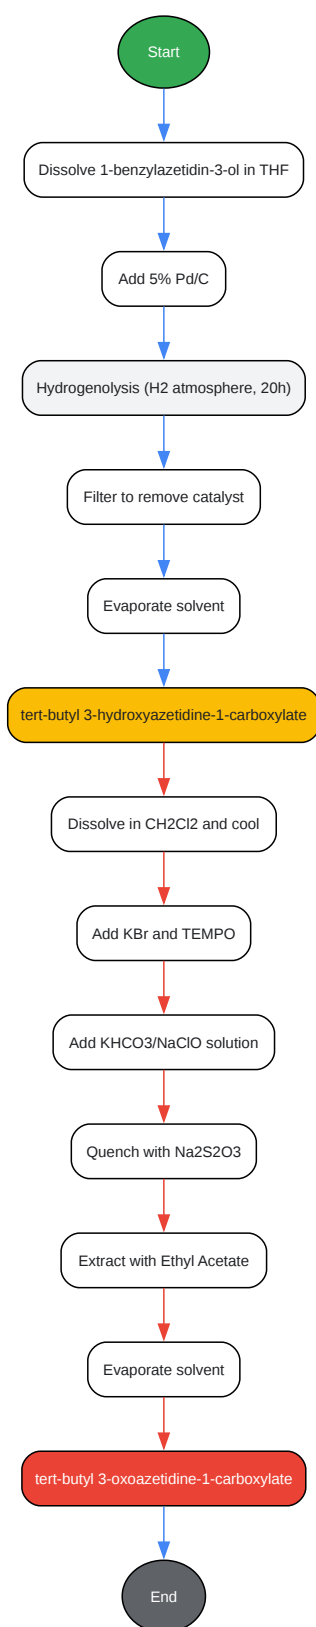 Start
Dissolve 1-benzylazetidin-3-ol in THF
Add 5% Pd/C
Hydrogenolysis (H2 atmosphere, 20h)
Filter to remove catalyst
Evaporate solvent
tert-butyl 3-hydroxyazetidine-1-carboxylate
Dissolve in CH2Cl2 and cool
Add KBr and TEMPO
Add KHCO3/NaClO solution
Quench with Na2S2O3
Extract with Ethyl Acetate
Evaporate solvent
tert-butyl 3-oxoazetidine-1-carboxylate
End